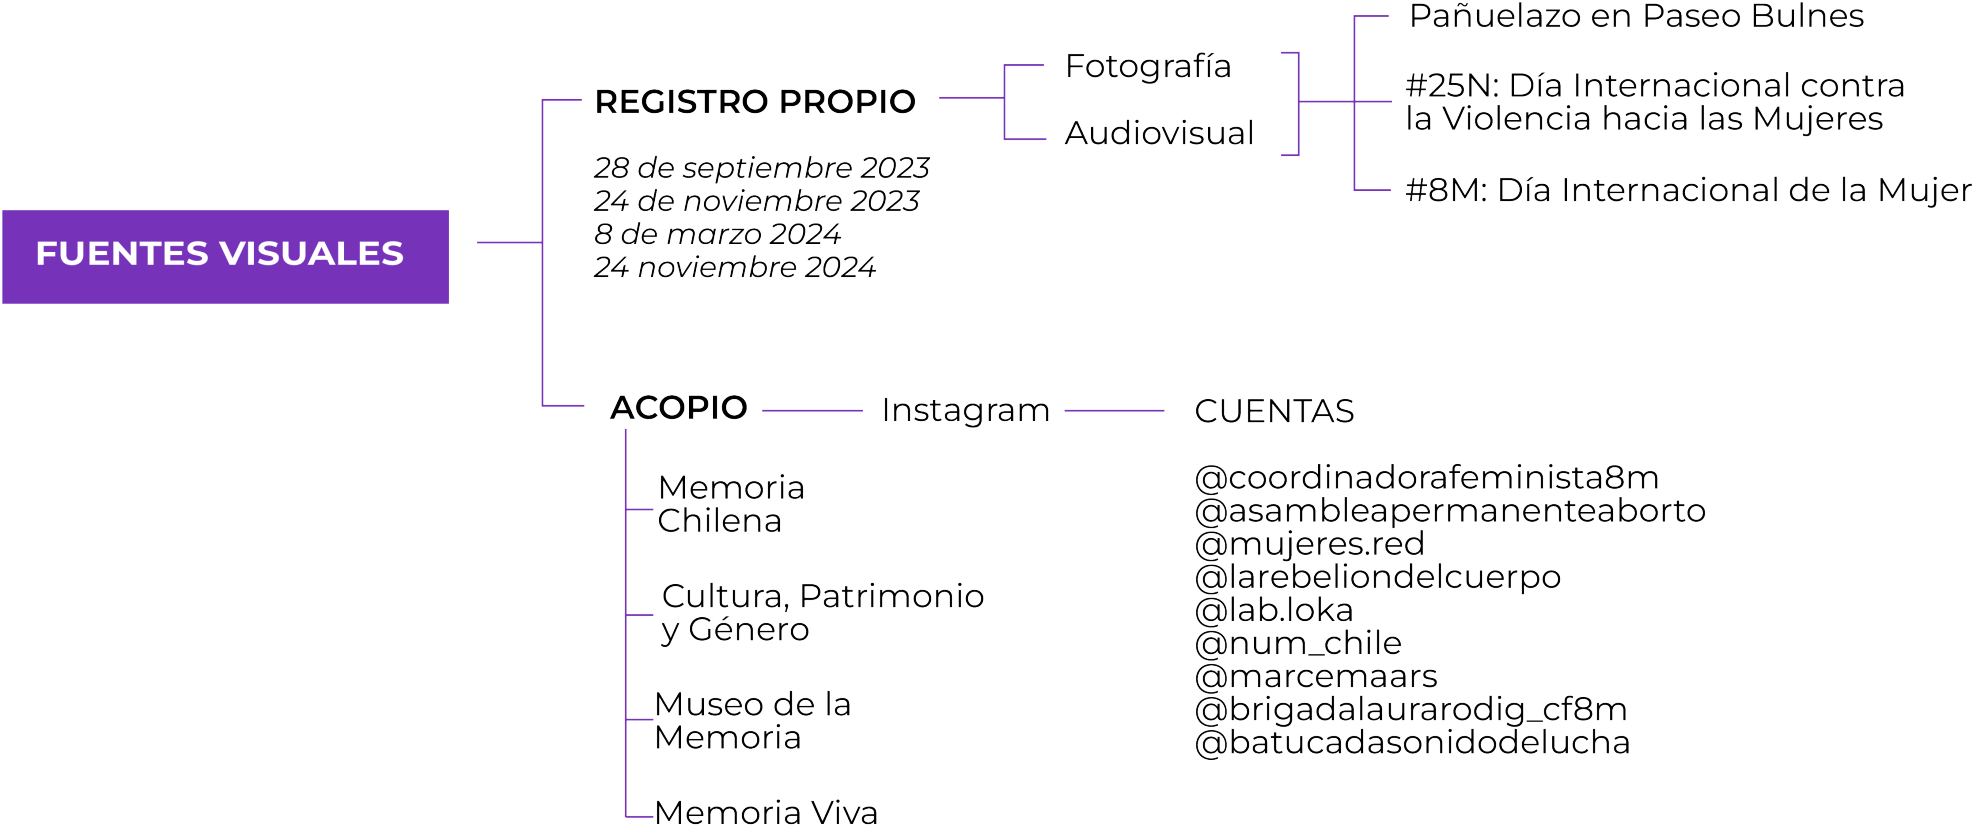 FUENTES VISUALES
REGISTRO PROPIO
28 de septiembre 2023
24 de noviembre 2023
8 de marzo 2024
24 noviembre 2024
Fotografía
Audiovisual
Pañuelazo en Paseo Bulnes
#25N: Día Internacional contra
la Violencia hacia las Mujeres
#8M: Día Internacional de la Mujer
ACOPIO
Memoria
Chilena
Cultura, Patrimonio
y Género
Museo de la
Memoria
Memoria Viva
Instagram
CUENTAS
@coordinadorafeminista8m
@asambleapermanenteaborto
@mujeres.red
@larebeliondelcuerpo
@lab.loka
@num_chile
@marcemaars
@brigadalaurarodig_cf8m
@batucadasonidodelucha